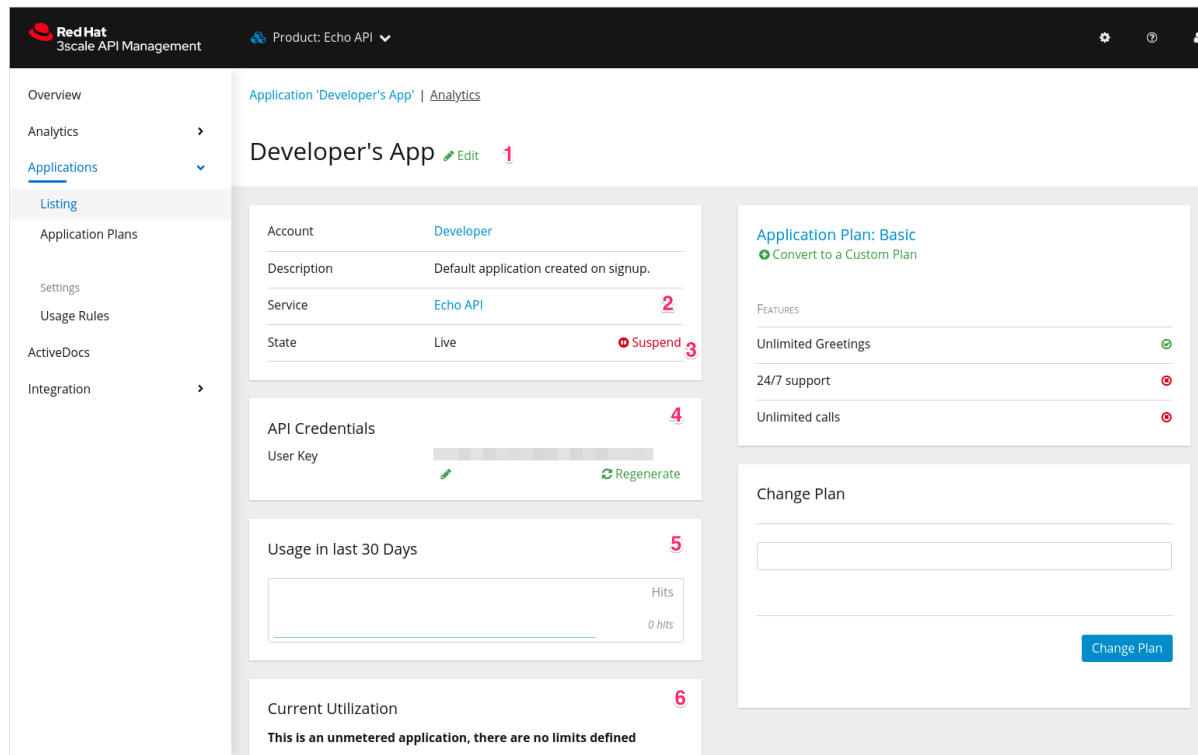 Red Hat
3scale API Management
Product: Echo API
Overview
Analytics
Applications
Listing
Application Plans
Settings
Usage Rules
ActiveDocs
Integration
Application 'Developer's App' | Analytics
Developer's App Edit 1
Account Developer
Description Default application created on signup.
Service Echo API 2
State Live Suspend 3
API Credentials 4
User Key
Regenerate
Usage in last 30 Days 5
Hits
0 hits
Current Utilization 6
This is an unmetered application, there are no limits defined
Application Plan: Basic
Convert to a Custom Plan
Features
Unlimited Greetings
24/7 support
Unlimited calls
Change Plan
Change Plan